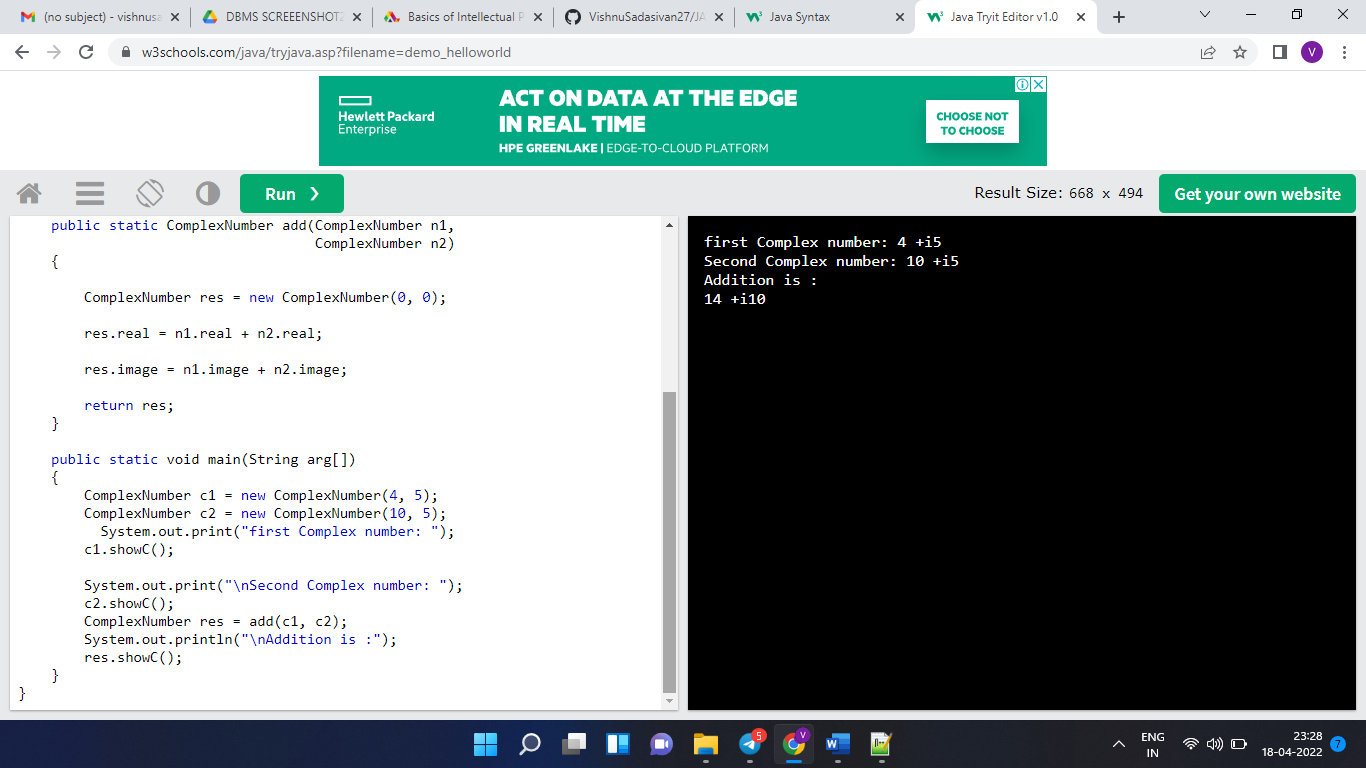 (no subject) - vishnusa
DBMS SCREEENSHOT
Basics of Intellectual P
VishnuSadasivan27/JA
Java Syntax
Java Tryit Editor v1.0
w3schools.com/java/tryjava.asp?filename=demo_helloworld
V
Hewlett Packard
Enterprise
ACT ON DATA AT THE EDGE
IN REAL TIME
HPE GREENLAKE | EDGE-TO-CLOUD PLATFORM
CHOOSE NOT
TO CHOOSE
Run ❯
Result Size: 668 x 494
Get your own website
public static ComplexNumber add(ComplexNumber n1,
ComplexNumber n2)
{
ComplexNumber res = new ComplexNumber(0, 0);
res.real = n1.real + n2.real;
res.image = n1.image + n2.image;
return res;
}
public static void main(String arg[])
{
ComplexNumber c1 = new ComplexNumber(4, 5);
ComplexNumber c2 = new ComplexNumber(10, 5);
System.out.print("first Complex number: ");
c1.showC();
System.out.print("\nSecond Complex number: ");
c2.showC();
ComplexNumber res = add(c1, c2);
System.out.println("\nAddition is :");
res.showC();
}
}
first Complex number: 4 +i5
Second Complex number: 10 +i5
Addition is :
14 +i10
5
V
ENG
IN
23:28
18-04-2022
7